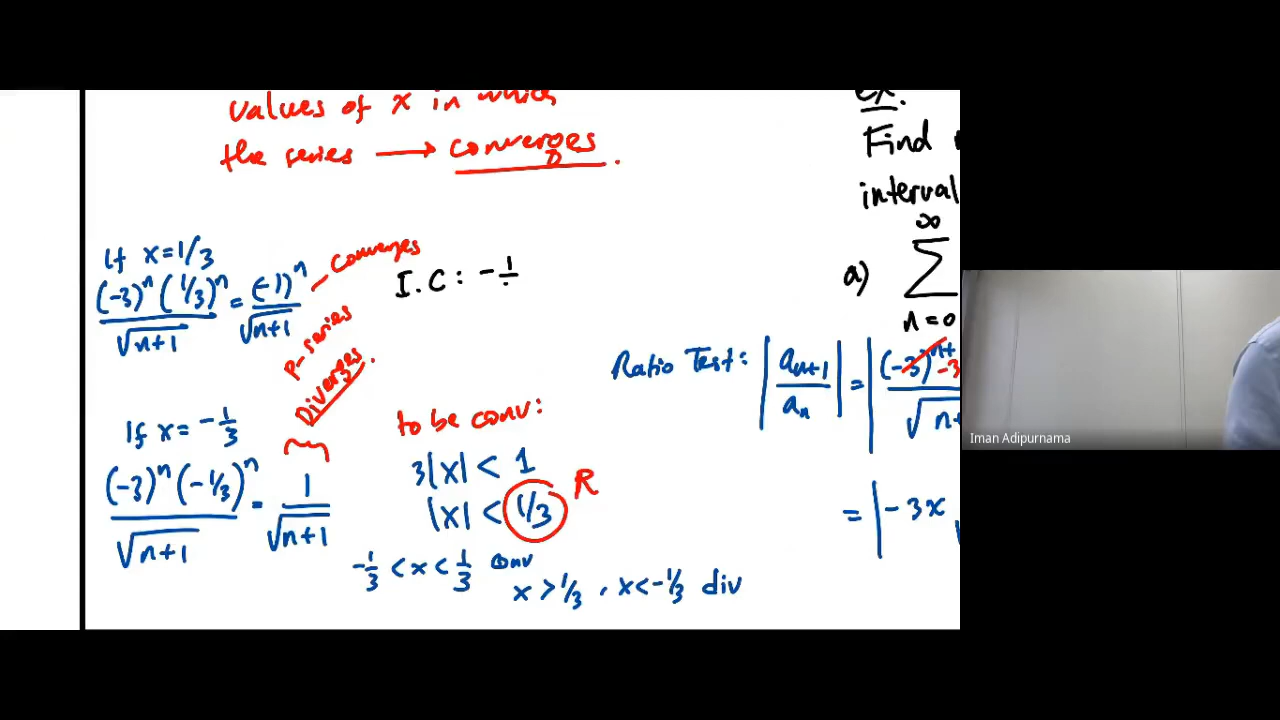 values of x in which
the series → converges.
If x = 1/3
(-3)ⁿ (1/3)ⁿ / √n+1 = (-1)ⁿ / √n+1
converges
I.C : -1/
P-series
Diverges.
If x = -1/3
(-3)ⁿ (-1/3)ⁿ / √n+1 = 1 / √n+1
to be conv:
3|x| < 1
|x| < 1/3 R
-1/3 < x < 1/3 conv
x > 1/3 , x < -1/3 div
ex.
Find
interval
a) ∞ Σ n=0
Ratio Test: | aₙ₊₁ / aₙ | = | (-3)ⁿ⁺ -3 / √n+
= | -3x
Iman Adipurnama